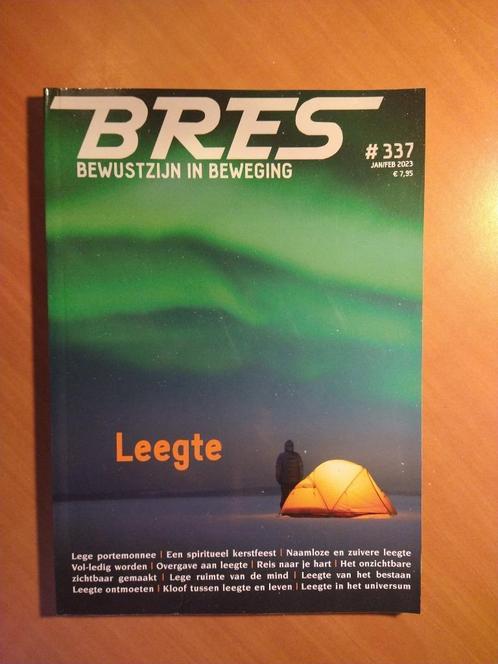 BRES
BEWUSTZIJN IN BEWEGING
# 337
JAN/FEB 2023
€ 7,95
Leegte
Lege portemonnee | Een spiritueel kerstfeest | Naamloze en zuivere leegte
Vol-ledig worden | Overgave aan leegte | Reis naar je hart | Het onzichtbare
zichtbaar gemaakt | Lege ruimte van de mind | Leegte van het bestaan
Leegte ontmoeten | Kloof tussen leegte en leven | Leegte in het universum